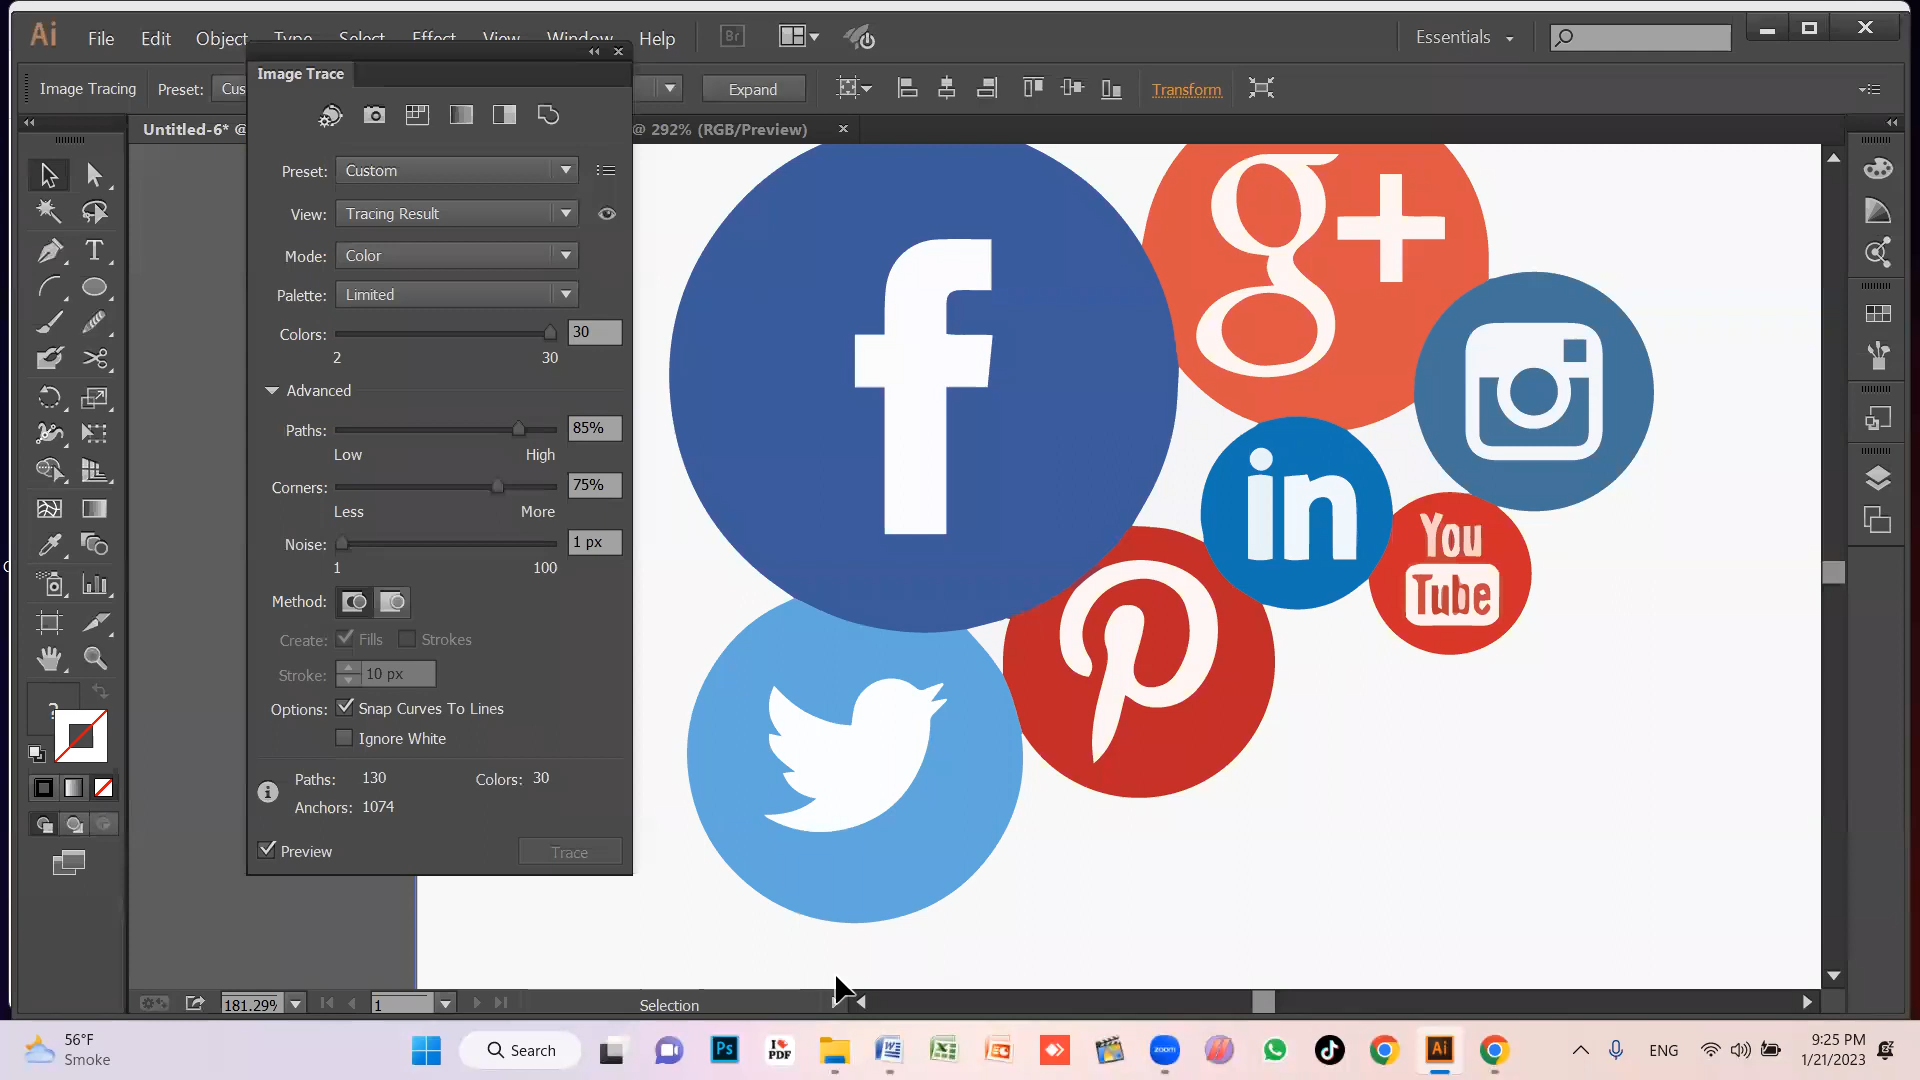 Ai File Edit Object Type Select Effect View Window Help Br Essentials
Image Tracing Preset: Cus Expand Transform
Image Trace
Untitled-6* @ @ 292% (RGB/Preview)
Preset: Custom
View: Tracing Result
Mode: Color
Palette: Limited
Colors: 30
2 30
Advanced
Paths: 85%
Low High
Corners: 75%
Less More
Noise: 1 px
1 100
Method:
Create: Fills Strokes
Stroke: 10 px
Options: Snap Curves To Lines
Ignore White
Paths: 130 Colors: 30
Anchors: 1074
Preview Trace
?
f
g+
in
You
Tube
181.29% 1 Selection
56°F
Smoke
Search
Ps
I
PDF
zoom
Ai
ENG
9:25 PM
1/21/2023